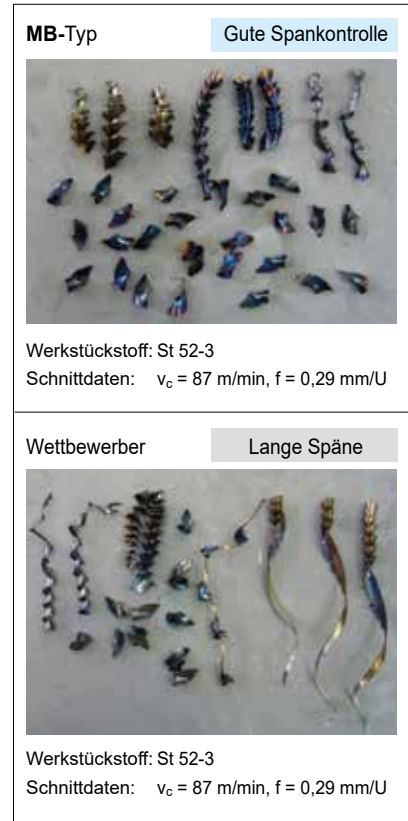 MB-Typ Gute Spankontrolle
Werkstückstoff: St 52-3
Schnittdaten: vc = 87 m/min, f = 0,29 mm/U
Wettbewerber Lange Späne
Werkstückstoff: St 52-3
Schnittdaten: vc = 87 m/min, f = 0,29 mm/U